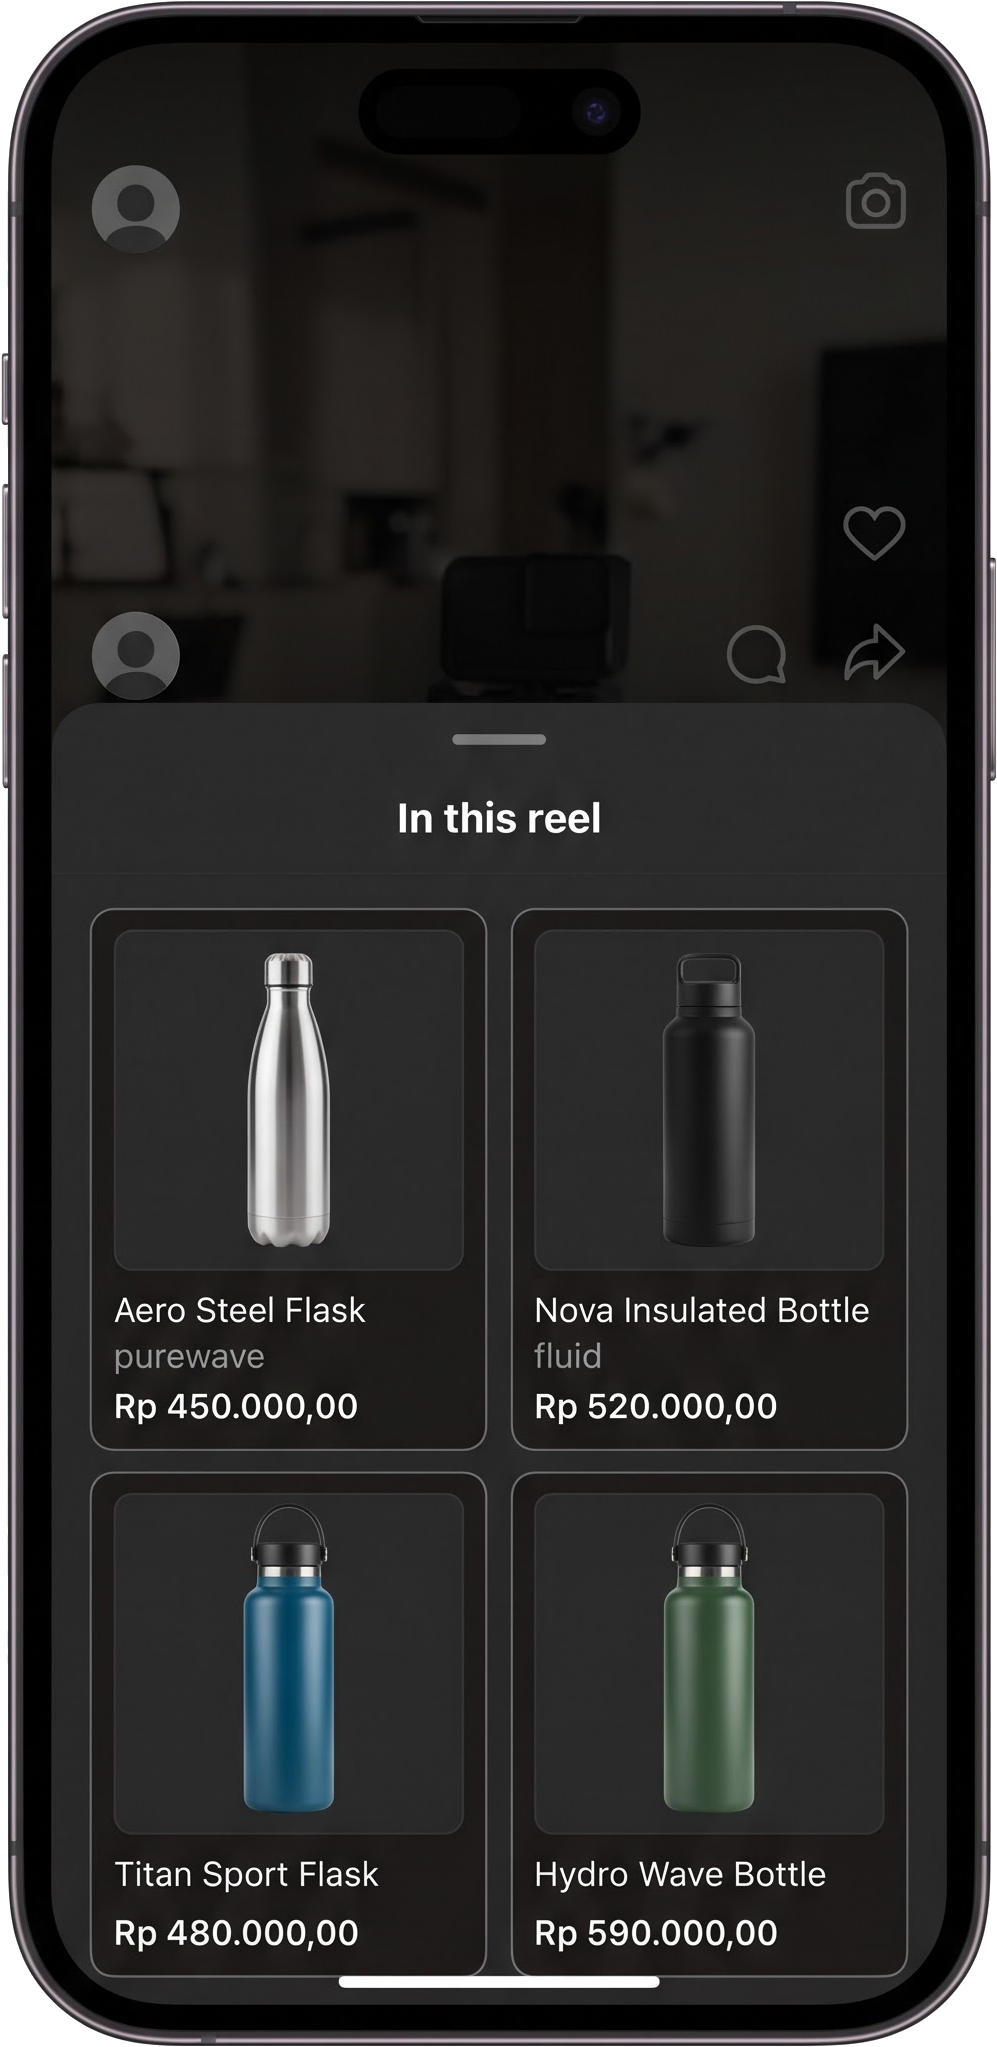 In this reel
Aero Steel Flask
purewave
Rp 450.000,00
Nova Insulated Bottle
fluid
Rp 520.000,00
Titan Sport Flask
Rp 480.000,00
Hydro Wave Bottle
Rp 590.000,00